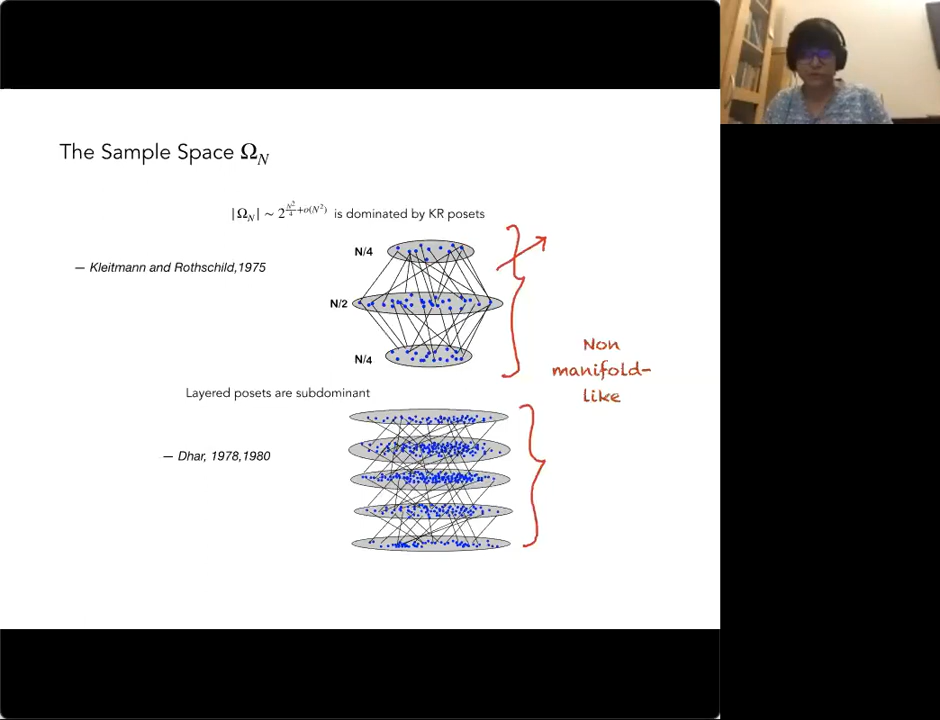 The Sample Space Ω_N
|Ω_N| ∼ 2^{N²/4 + o(N²)} is dominated by KR posets
N/4
— Kleitmann and Rothschild,1975
N/2
Non
manifold-
like
N/4
Layered posets are subdominant
— Dhar, 1978,1980